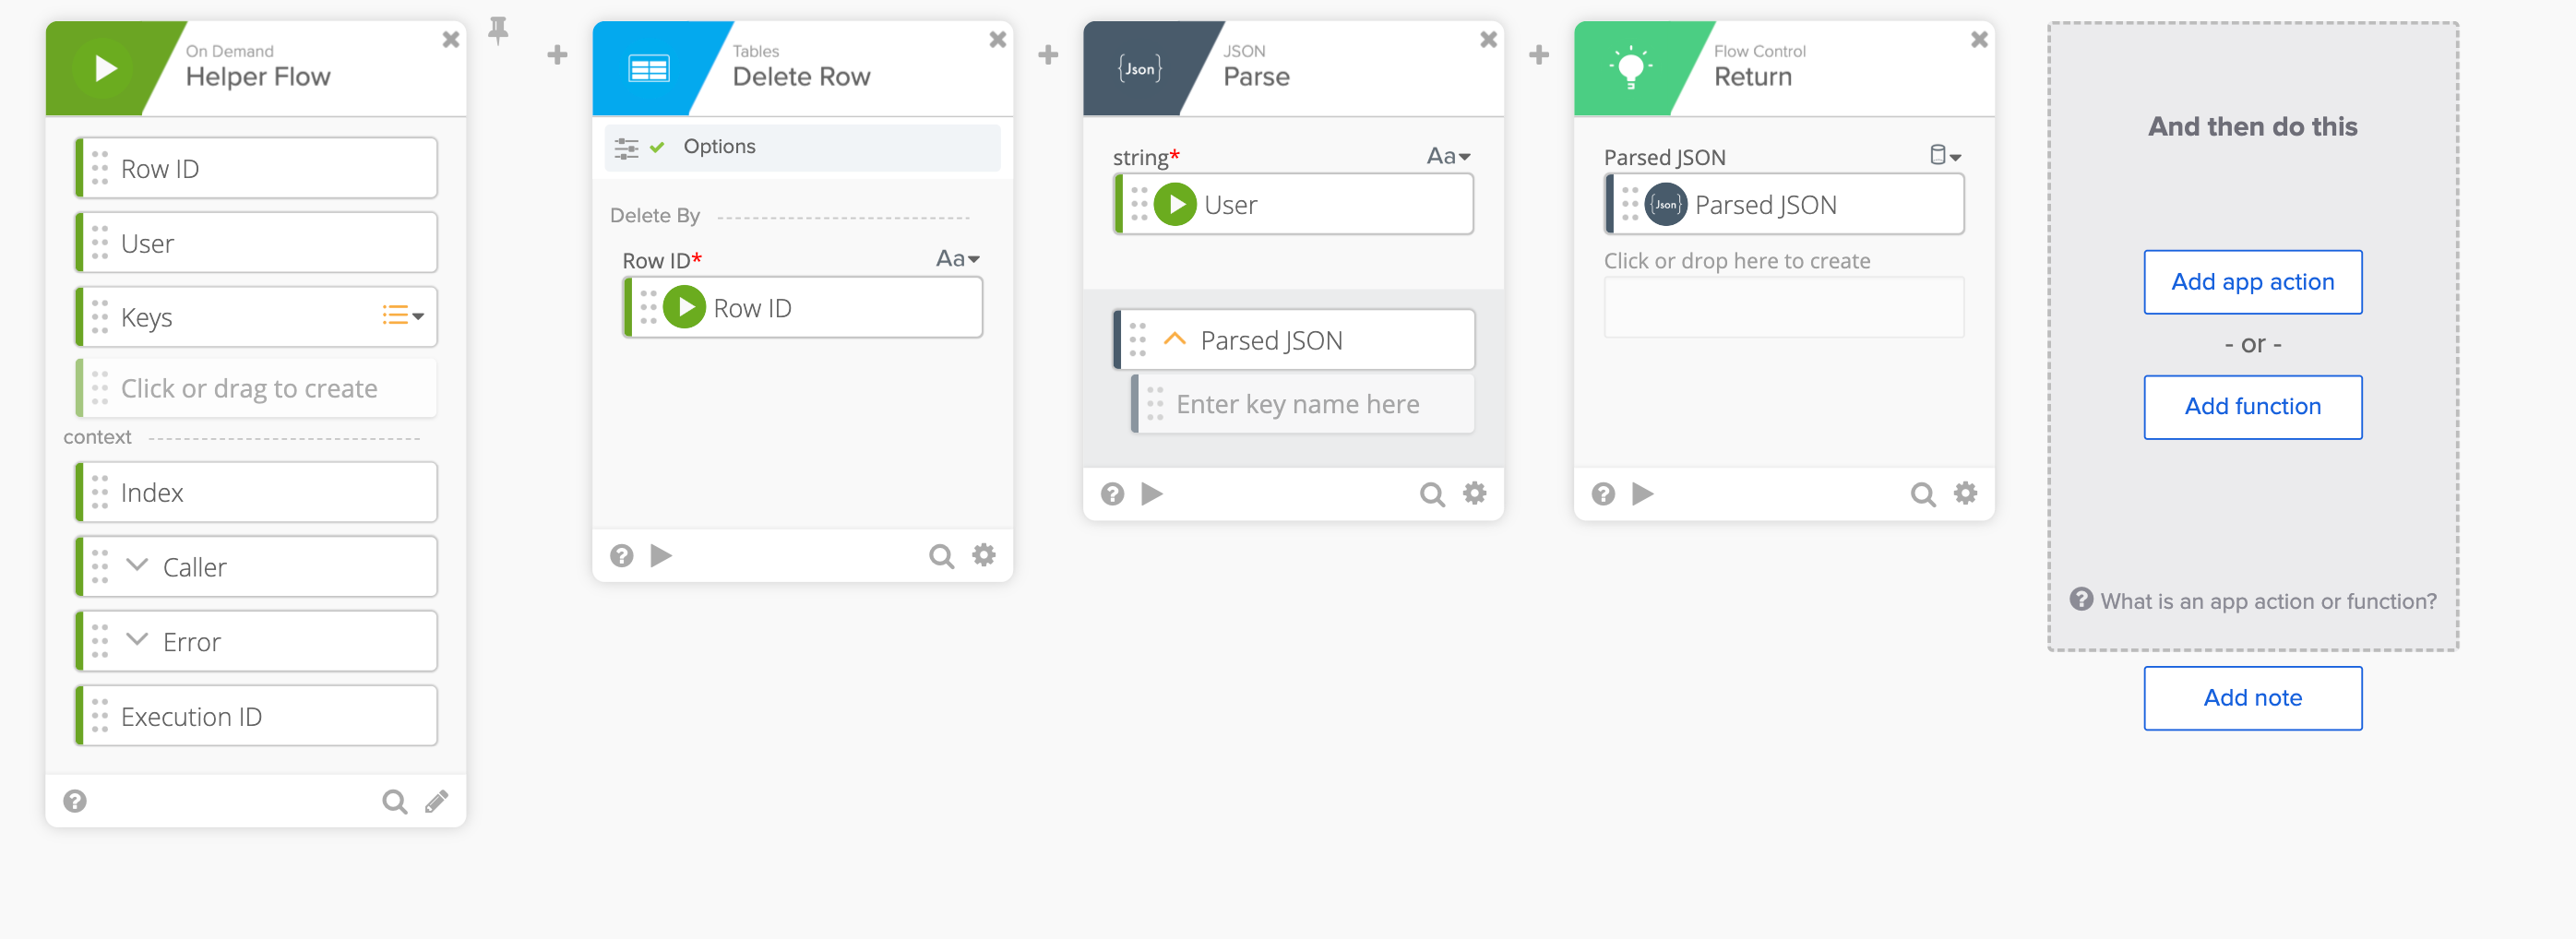 On Demand
Helper Flow
Row ID
User
Keys
Click or drag to create
context
Index
Caller
Error
Execution ID
Tables
Delete Row
Options
Delete By
Row ID*
Aa
Row ID
{Json}
JSON
Parse
string*
Aa
User
Parsed JSON
Enter key name here
Flow Control
Return
Parsed JSON
{Json}
Parsed JSON
Click or drop here to create
And then do this
Add app action
- or -
Add function
What is an app action or function?
Add note